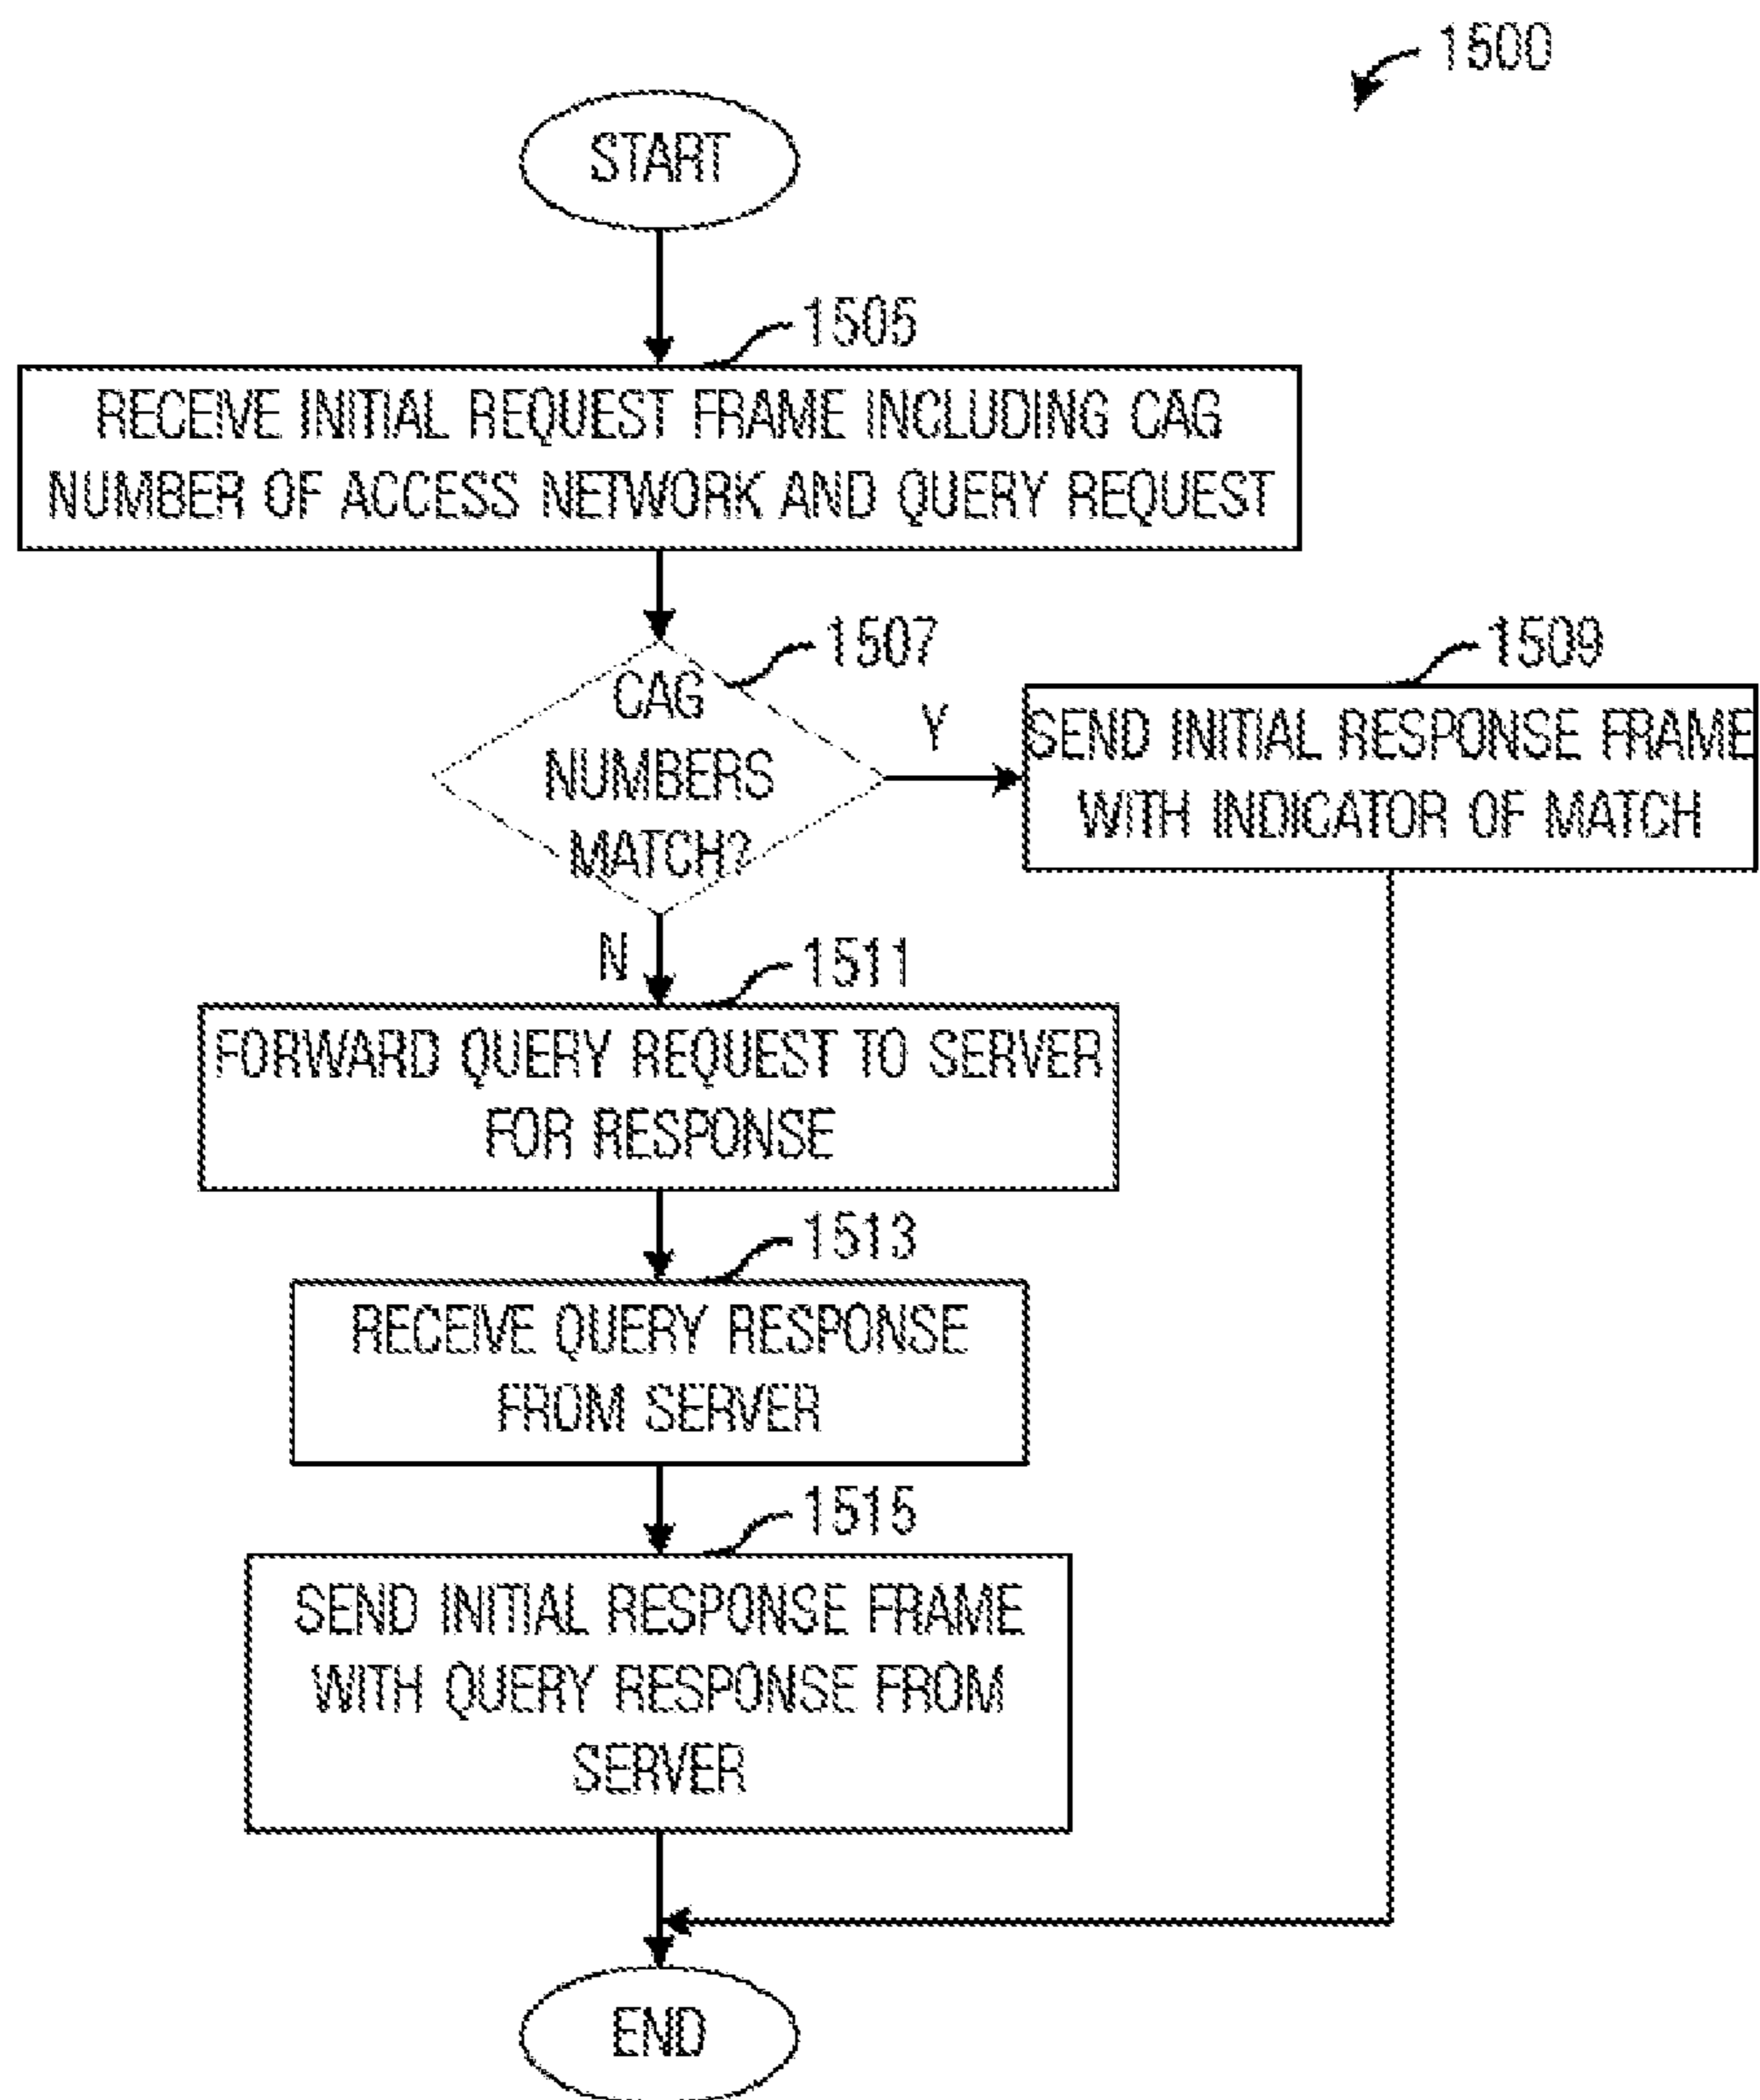 1500
START
1505
RECEIVE INITIAL REQUEST FRAME INCLUDING CAG
NUMBER OF ACCESS NETWORK AND QUERY REQUEST
1507
CAG
NUMBERS
MATCH?
Y
1509
SEND INITIAL RESPONSE FRAME
WITH INDICATOR OF MATCH
N
1511
FORWARD QUERY REQUEST TO SERVER
FOR RESPONSE
1513
RECEIVE QUERY RESPONSE
FROM SERVER
1515
SEND INITIAL RESPONSE FRAME
WITH QUERY RESPONSE FROM
SERVER
END